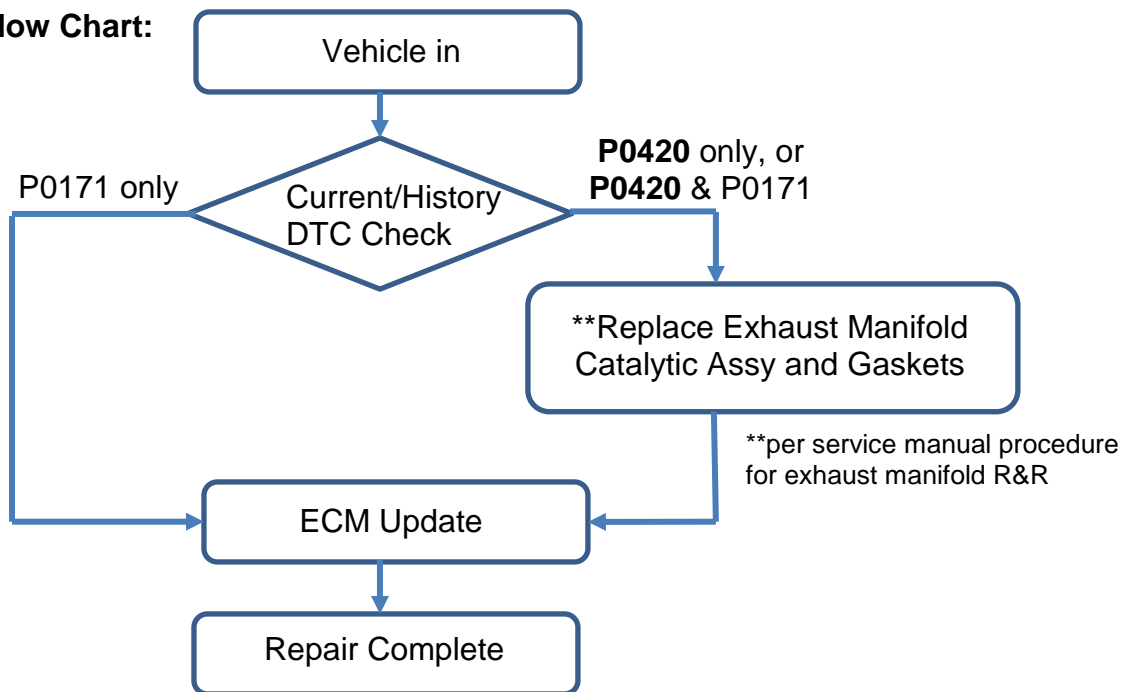 low Chart:
Vehicle in
P0420 only, or
P0420 & P0171
P0171 only
Current/History
DTC Check
**Replace Exhaust Manifold
Catalytic Assy and Gaskets
**per service manual procedure
for exhaust manifold R&R
ECM Update
Repair Complete